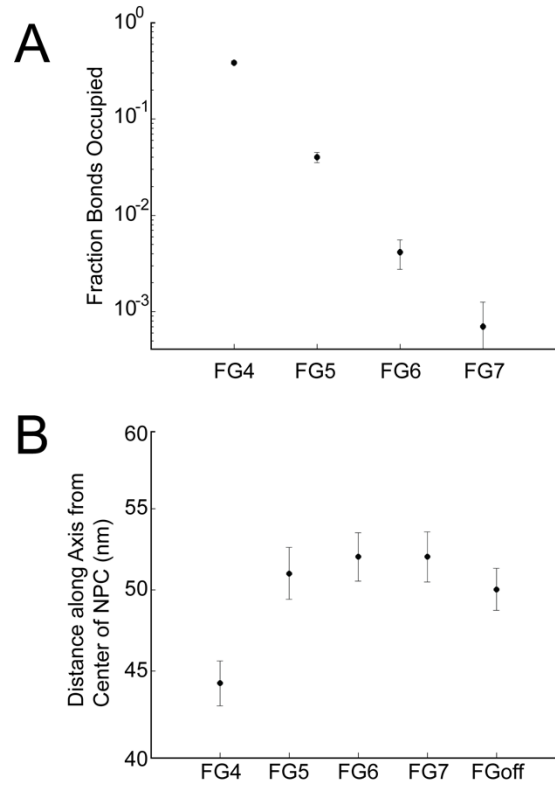 A
Fraction Bonds Occupied
10^0
10^-1
10^-2
10^-3
FG4 FG5 FG6 FG7
B
Distance along Axis from
Center of NPC (nm)
60
55
50
45
40
FG4 FG5 FG6 FG7 FGoff